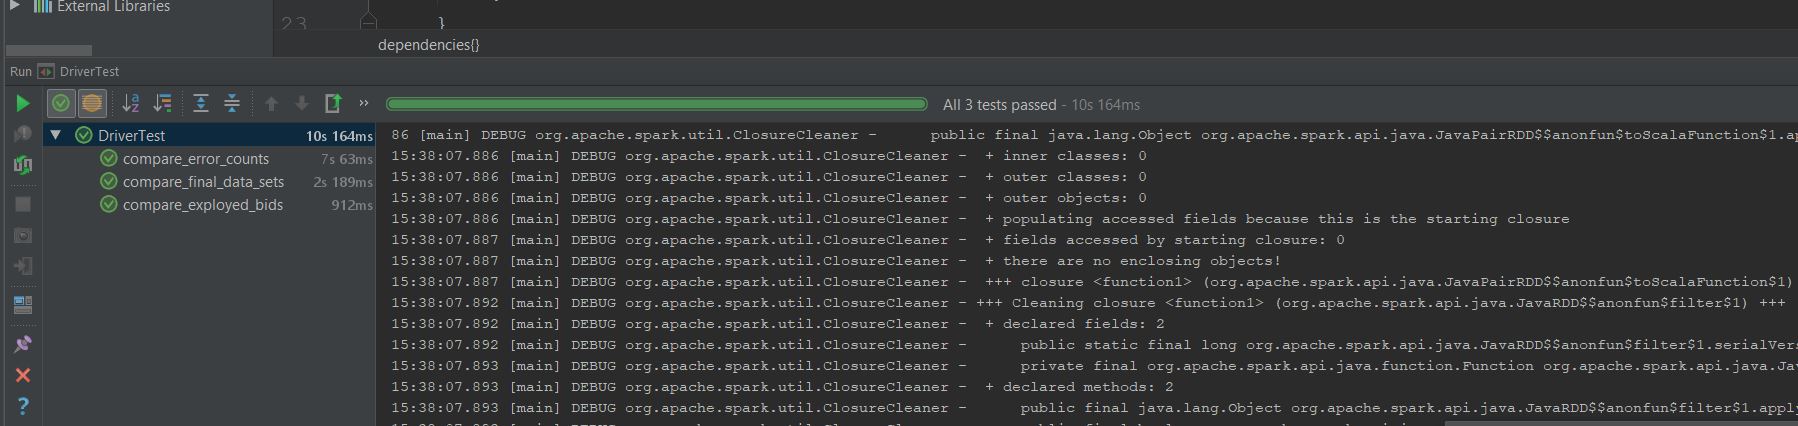 External Libraries
23 }
dependencies{}
Run DriverTest
All 3 tests passed - 10s 164ms
DriverTest 10s 164ms
compare_error_counts 7s 63ms
compare_final_data_sets 2s 189ms
compare_exployed_bids 912ms
86 [main] DEBUG org.apache.spark.util.ClosureCleaner - public final java.lang.Object org.apache.spark.api.java.JavaPairRDD$$anonfun$toScalaFunction$1.ap
15:38:07.886 [main] DEBUG org.apache.spark.util.ClosureCleaner - + inner classes: 0
15:38:07.886 [main] DEBUG org.apache.spark.util.ClosureCleaner - + outer classes: 0
15:38:07.886 [main] DEBUG org.apache.spark.util.ClosureCleaner - + outer objects: 0
15:38:07.886 [main] DEBUG org.apache.spark.util.ClosureCleaner - + populating accessed fields because this is the starting closure
15:38:07.887 [main] DEBUG org.apache.spark.util.ClosureCleaner - + fields accessed by starting closure: 0
15:38:07.887 [main] DEBUG org.apache.spark.util.ClosureCleaner - + there are no enclosing objects!
15:38:07.887 [main] DEBUG org.apache.spark.util.ClosureCleaner - +++ closure <function1> (org.apache.spark.api.java.JavaPairRDD$$anonfun$toScalaFunction$1)
15:38:07.892 [main] DEBUG org.apache.spark.util.ClosureCleaner - +++ Cleaning closure <function1> (org.apache.spark.api.java.JavaRDD$$anonfun$filter$1) +++
15:38:07.892 [main] DEBUG org.apache.spark.util.ClosureCleaner - + declared fields: 2
15:38:07.892 [main] DEBUG org.apache.spark.util.ClosureCleaner - public static final long org.apache.spark.api.java.JavaRDD$$anonfun$filter$1.serialVers
15:38:07.893 [main] DEBUG org.apache.spark.util.ClosureCleaner - private final org.apache.spark.api.java.function.Function org.apache.spark.api.java.Jav
15:38:07.893 [main] DEBUG org.apache.spark.util.ClosureCleaner - + declared methods: 2
15:38:07.893 [main] DEBUG org.apache.spark.util.ClosureCleaner - public final java.lang.Object org.apache.spark.api.java.JavaRDD$$anonfun$filter$1.apply